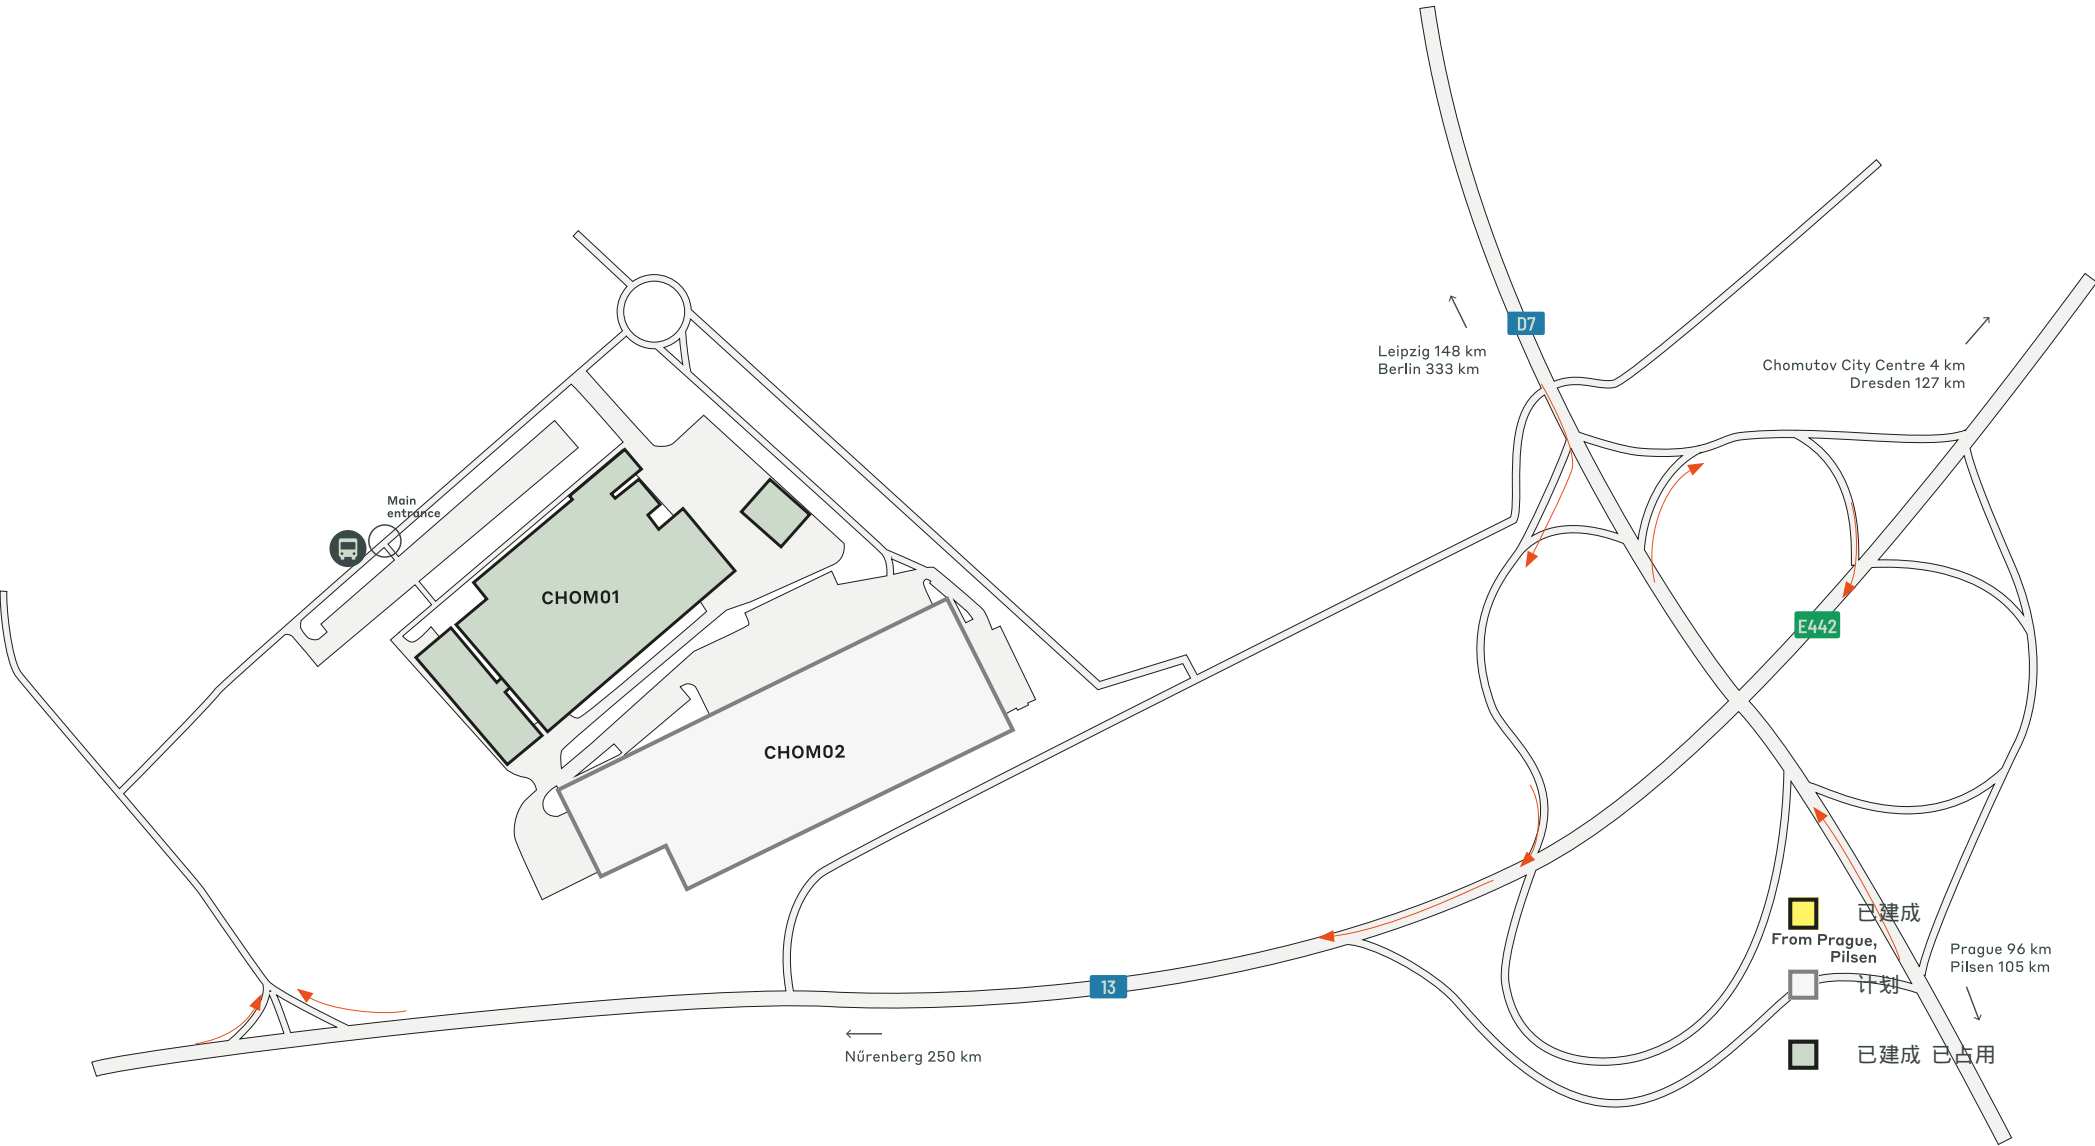 D7
Leipzig 148 km
Berlin 333 km
Chomutov City Centre 4 km
Dresden 127 km
Main
entrance
CHOM01
E442
CHOM02
已建成
From Prague,
Pilsen
Prague 96 km
Pilsen 105 km
计划
13
Nűrenberg 250 km
已建成 已占用